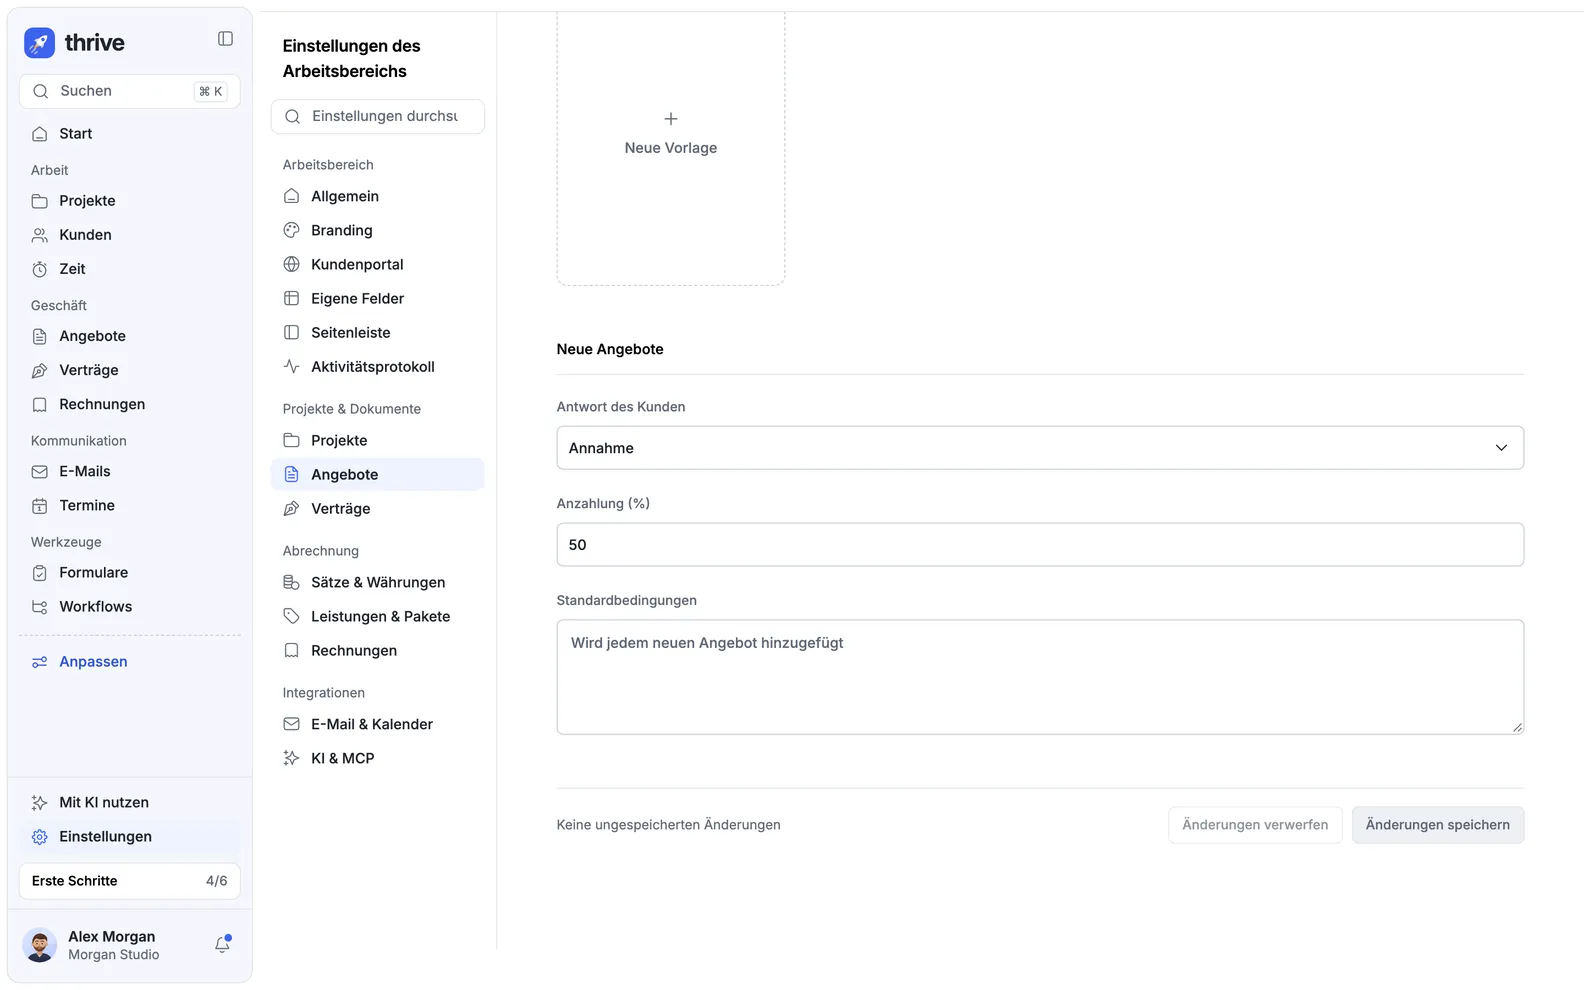 thrive
Suchen
⌘ K
Start
Arbeit
Projekte
Kunden
Zeit
Geschäft
Angebote
Verträge
Rechnungen
Kommunikation
E-Mails
Termine
Werkzeuge
Formulare
Workflows
Anpassen
Mit KI nutzen
Einstellungen
Erste Schritte 4/6
Alex Morgan
Morgan Studio
Einstellungen des
Arbeitsbereichs
Einstellungen durchsu
Arbeitsbereich
Allgemein
Branding
Kundenportal
Eigene Felder
Seitenleiste
Aktivitätsprotokoll
Projekte & Dokumente
Projekte
Angebote
Verträge
Abrechnung
Sätze & Währungen
Leistungen & Pakete
Rechnungen
Integrationen
E-Mail & Kalender
KI & MCP
Neue Vorlage
Neue Angebote
Antwort des Kunden
Annahme
Anzahlung (%)
50
Standardbedingungen
Wird jedem neuen Angebot hinzugefügt
Keine ungespeicherten Änderungen
Änderungen verwerfen
Änderungen speichern